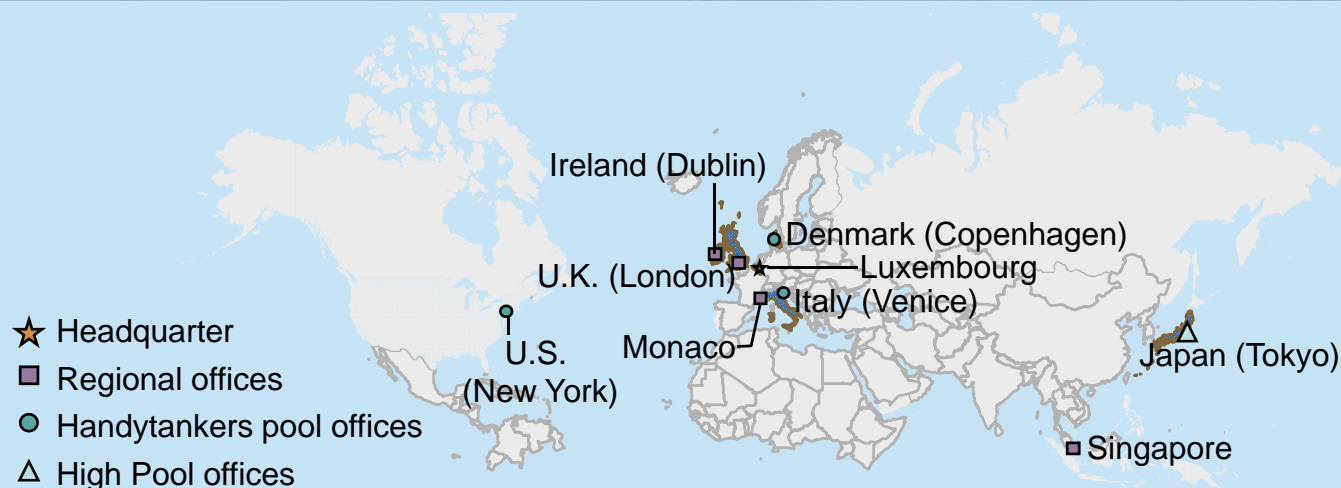 Ireland (Dublin)
Denmark (Copenhagen)
Luxembourg
U.K. (London)
Italy (Venice)
Headquarter
Monaco
U.S.
(New York)
Japan (Tokyo)
Regional offices
Handytankers pool offices
Singapore
High Pool offices